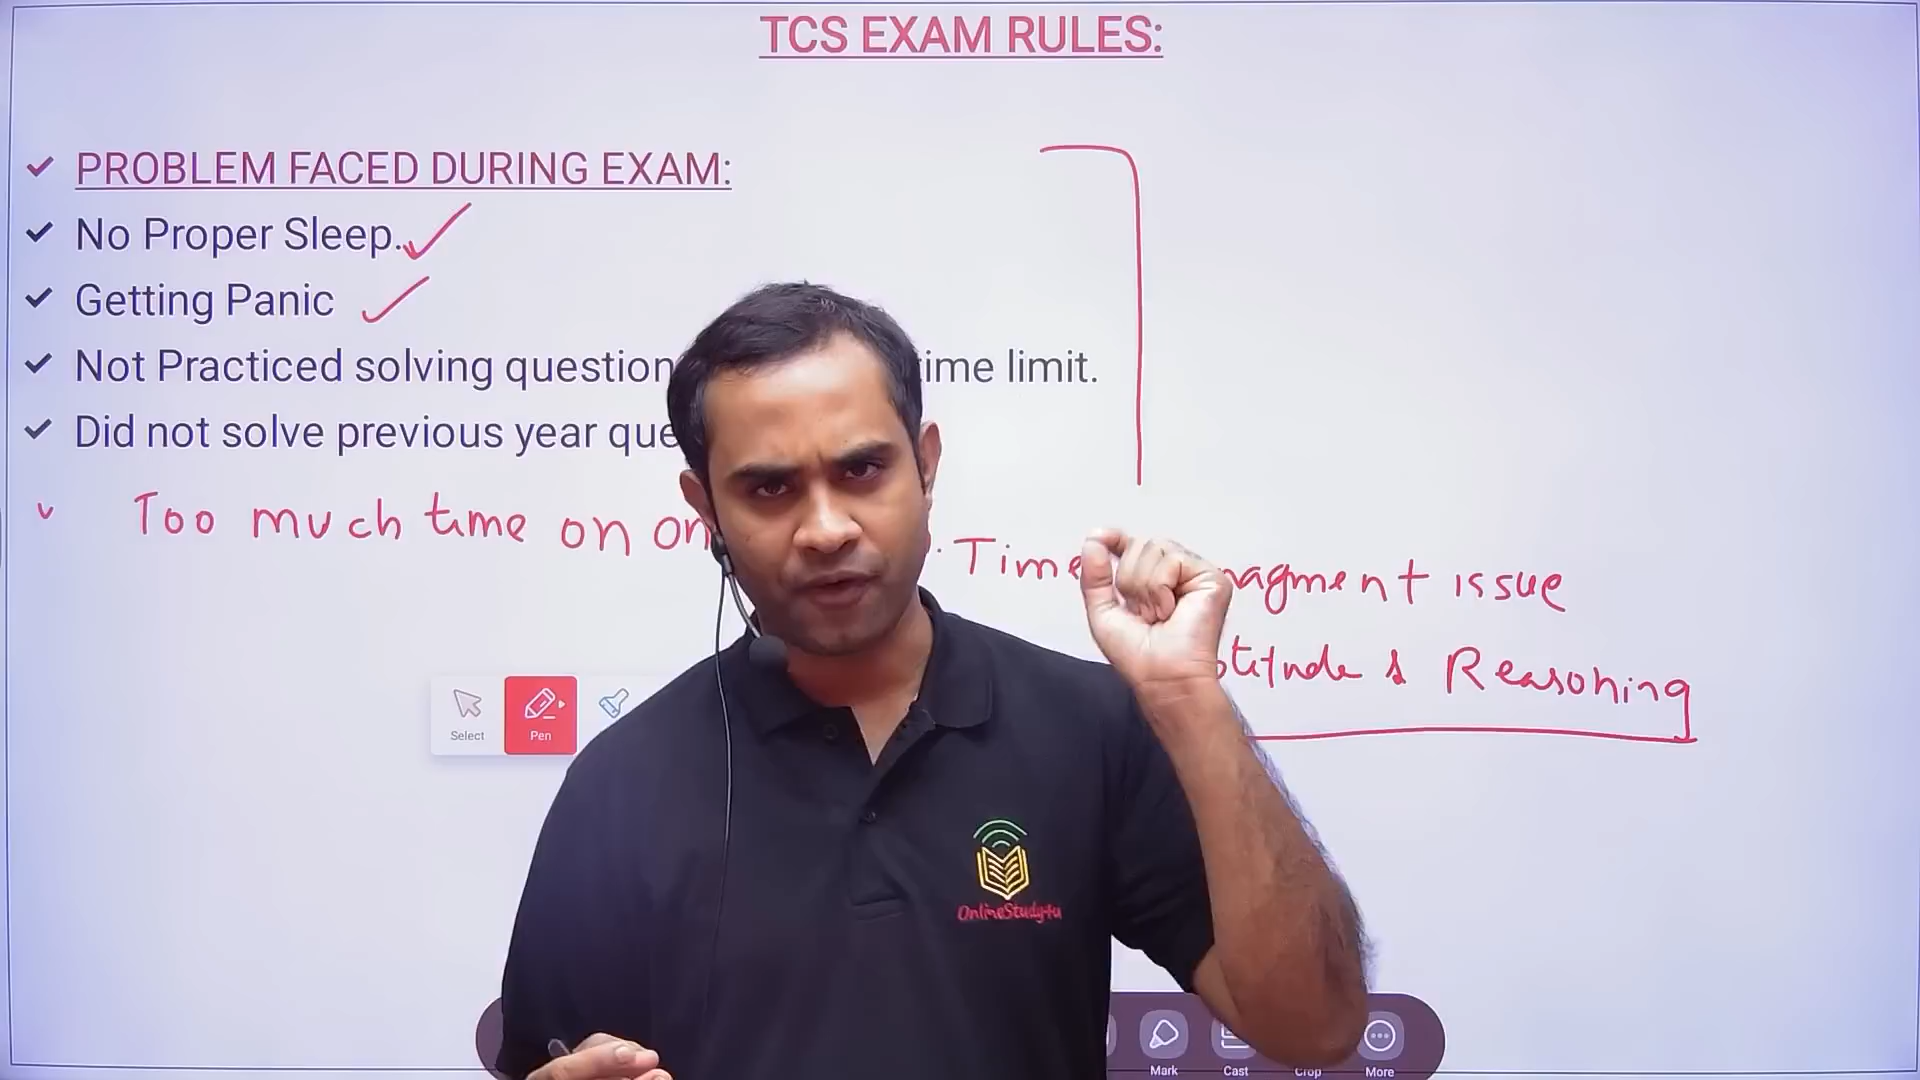 TCS EXAM RULES:
PROBLEM FACED DURING EXAM:
No Proper Sleep.
Getting Panic
Not Practiced solving question time limit.
Did not solve previous year que
Too much time on on
Time nagment issue
& Reasoning
Select
Pen
OnlineStudy4u
Mark
Cast
Crop
More